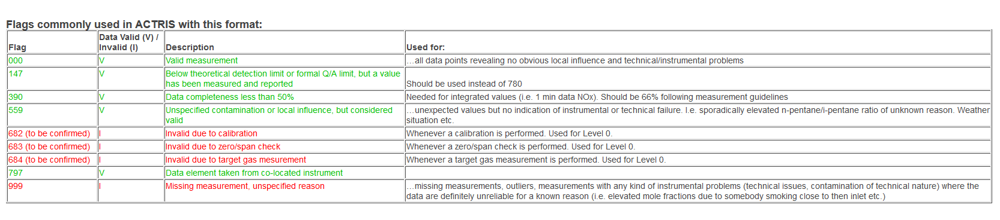 Flags commonly used in ACTRIS with this format:
Flag
Data Valid (V) /
Invalid (I)
Description
Used for:
000
V
Valid measurement
…all data points revealing no obvious local influence and technical/instrumental problems
147
V
Below theoretical detection limit or formal Q/A limit, but a value
has been measured and reported
Should be used instead of 780
390
V
Data completeness less than 50%
Needed for integrated values (i.e. 1 min data NOx). Should be 66% following measurement guidelines
559
V
Unspecified contamination or local influence, but considered
valid
…unexpected values but no indication of instrumental or technical failure. I.e. sporadically elevated n-pentane/i-pentane ratio of unknown reason. Weather
situation etc.
682 (to be confirmed)
I
Invalid due to calibration
Whenever a calibration is performed. Used for Level 0.
683 (to be confirmed)
I
Invalid due to zero/span check
Whenever a zero/span check is performed. Used for Level 0.
684 (to be confirmed)
I
Invalid due to target gas mesurement
Whenever a target gas measurement is performed. Used for Level 0.
797
V
Data element taken from co-located instrument
999
I
Missing measurement, unspecified reason
…missing measurements, outliers, measurements with any kind of instrumental problems (technical issues, contamination of technical nature) where the
data are definitely unreliable for a known reason (i.e. elevated mole fractions due to somebody smoking close to then inlet etc.)